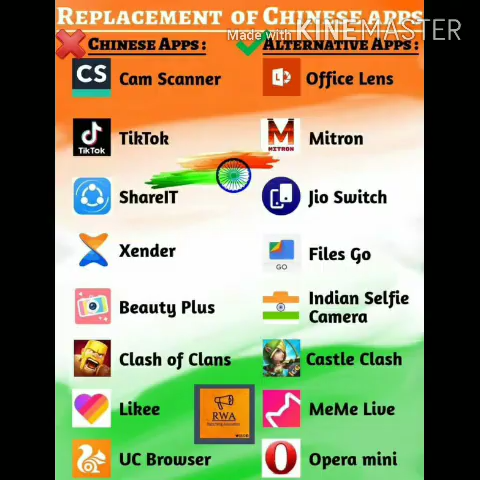 Replacement of Chinese apps
Made with KINEMASTER
Chinese Apps :
Alternative Apps :
CS
Cam Scanner
Office Lens
TikTok
TikTok
MITRON
Mitron
ShareIT
Jio Switch
Xender
GO
Files Go
Beauty Plus
Indian Selfie
Camera
Clash of Clans
Castle Clash
Likee
RWA
MeMe Live
UC Browser
Opera mini